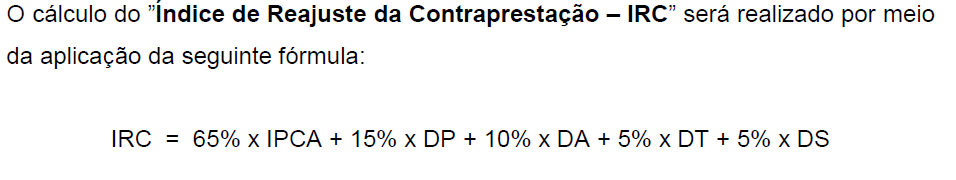 O cálculo do ”Índice de Reajuste da Contraprestação – IRC” será realizado por meio
da aplicação da seguinte fórmula:
IRC = 65% x IPCA + 15% x DP + 10% x DA + 5% x DT + 5% x DS